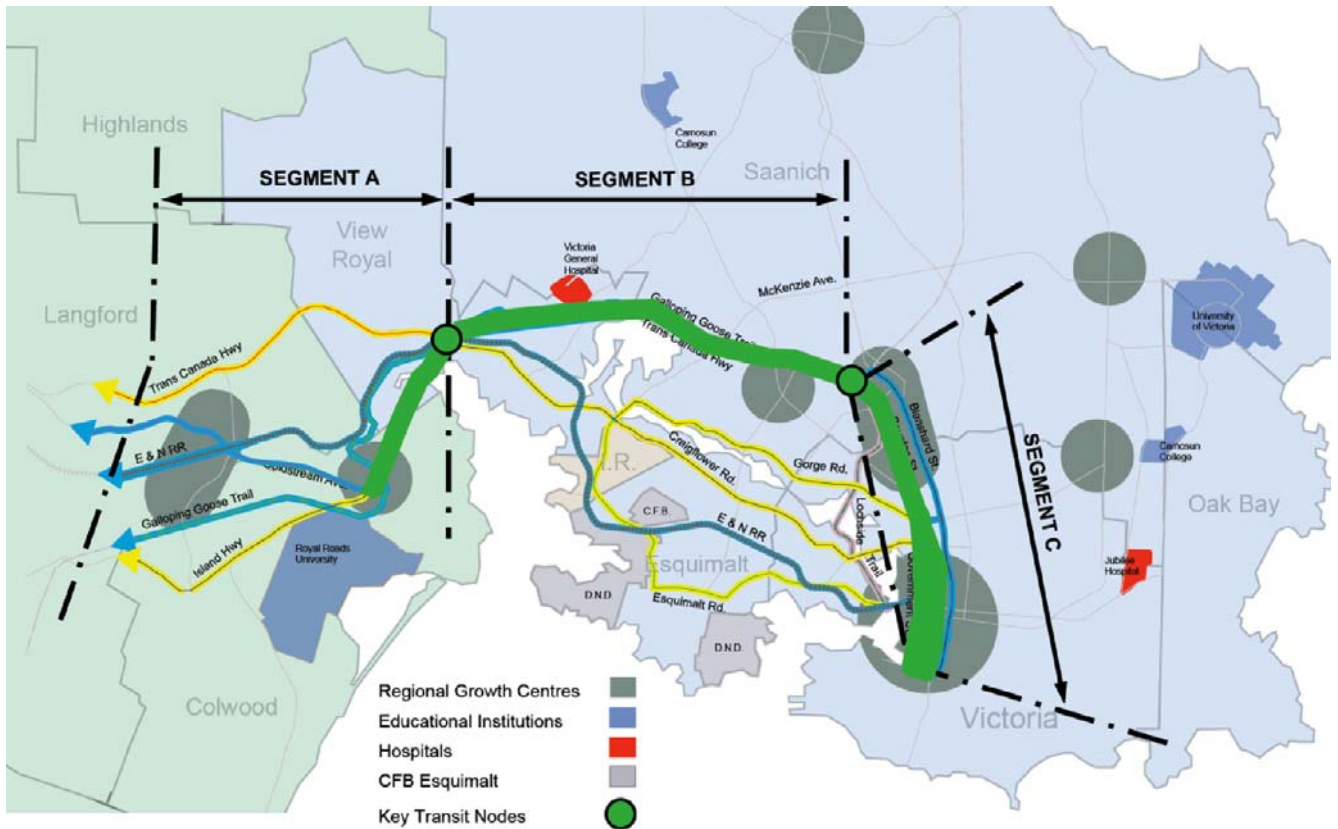 Highlands
Camosun
College
Saanich
SEGMENT A
SEGMENT B
View
Royal
Victoria
General
Hospital
McKenzie Ave.
Langford
University
of Victoria
Galloping Goose Trail
Trans Canada Hwy
Trans Canada Hwy
Blanshard St.
E & N RR
Craigflower Rd.
Gorge Rd.
I.R.
SEGMENT C
Camosun
College
Oak Bay
Galloping Goose Trail
C.F.B.
E & N RR
Lochside
Trail
Island Hwy
Royal Roads
University
Esquimalt
Jubilee
Hospital
D.N.D.
Esquimalt Rd.
D.N.D.
Regional Growth Centres
Colwood
Educational Institutions
Victoria
Hospitals
CFB Esquimalt
Key Transit Nodes